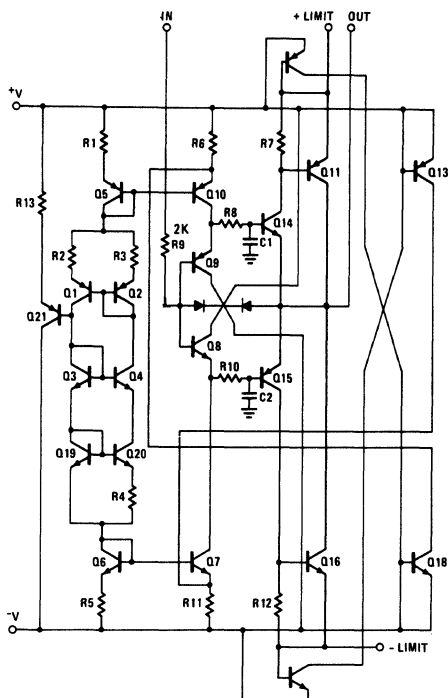 IN
+ LIMIT
OUT
+V
R1
R6
R7
Q11
Q13
Q5
Q10
R13
R8
Q14
2K
R9
C1
R2
R3
Q9
Q1
Q2
Q21
Q8
R10
Q15
Q3
Q4
C2
Q19
Q20
R4
Q6
Q7
Q16
Q18
R5
R11
R12
-V
- LIMIT